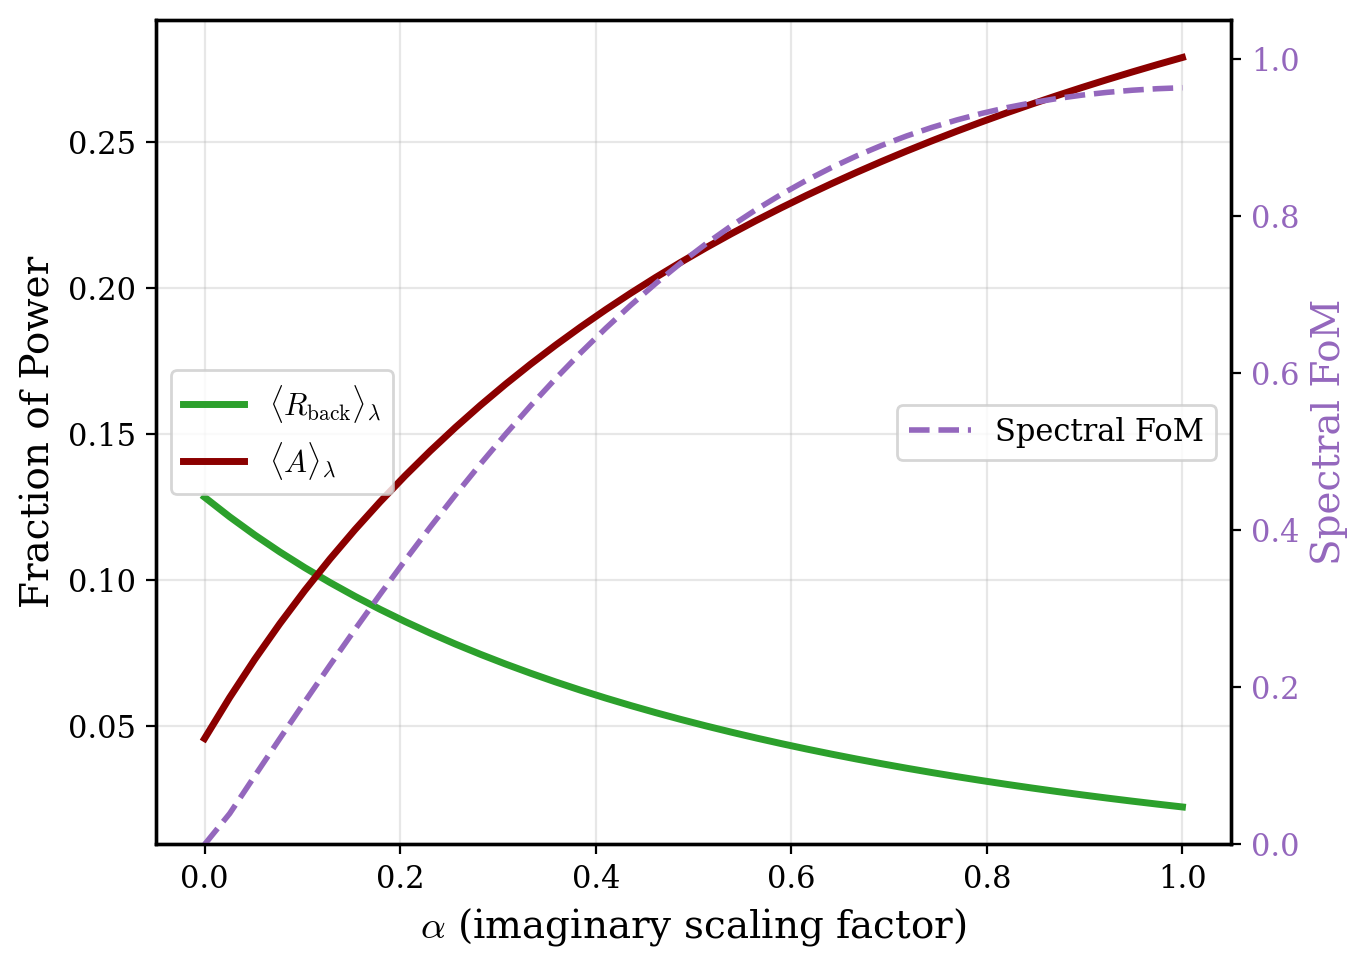 Fraction of Power
0.25
0.20
0.15
0.10
0.05
⟨R_back⟩_λ
⟨A⟩_λ
Spectral FoM
1.0
0.8
0.6
0.4
0.2
0.0
Spectral FoM
0.0 0.2 0.4 0.6 0.8 1.0
α (imaginary scaling factor)